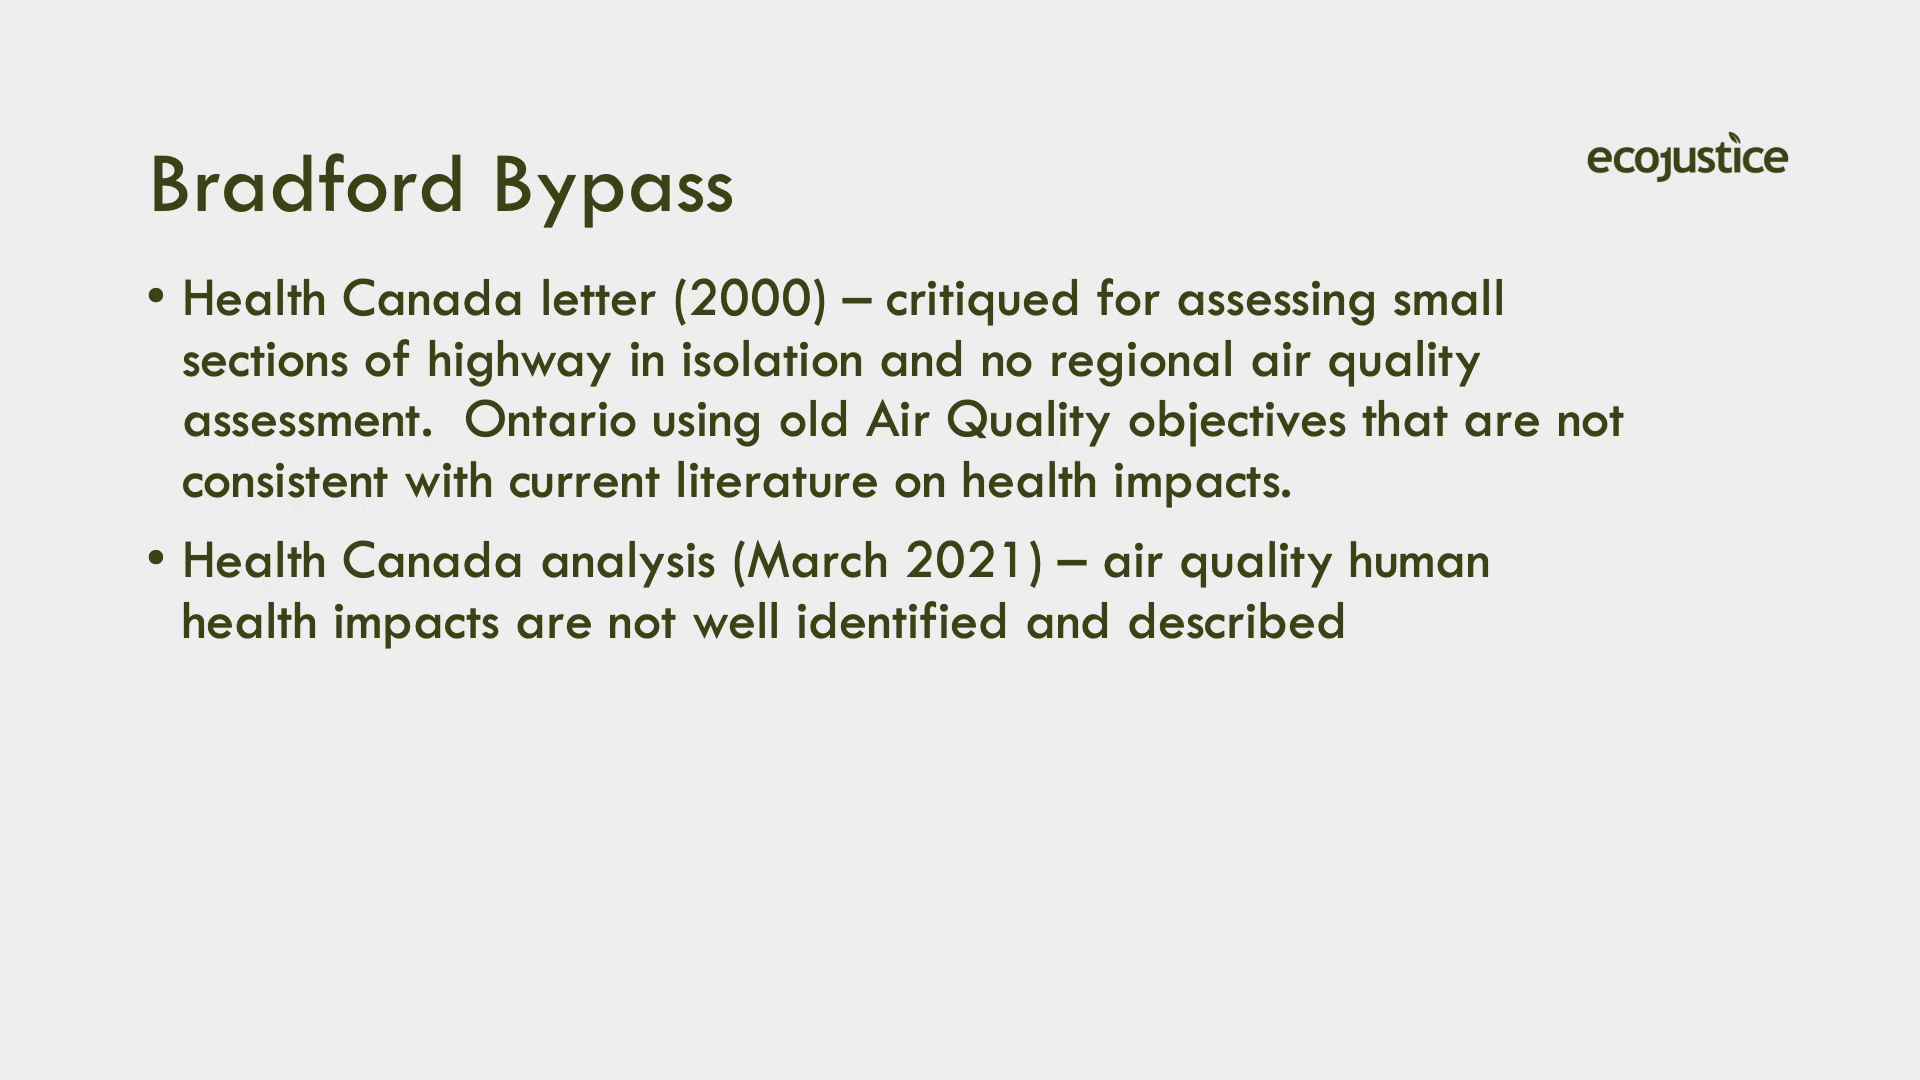 ecojustice
Bradford Bypass
• Health Canada letter (2000) – critiqued for assessing small
sections of highway in isolation and no regional air quality
assessment.  Ontario using old Air Quality objectives that are not
consistent with current literature on health impacts.
• Health Canada analysis (March 2021) – air quality human
health impacts are not well identified and described